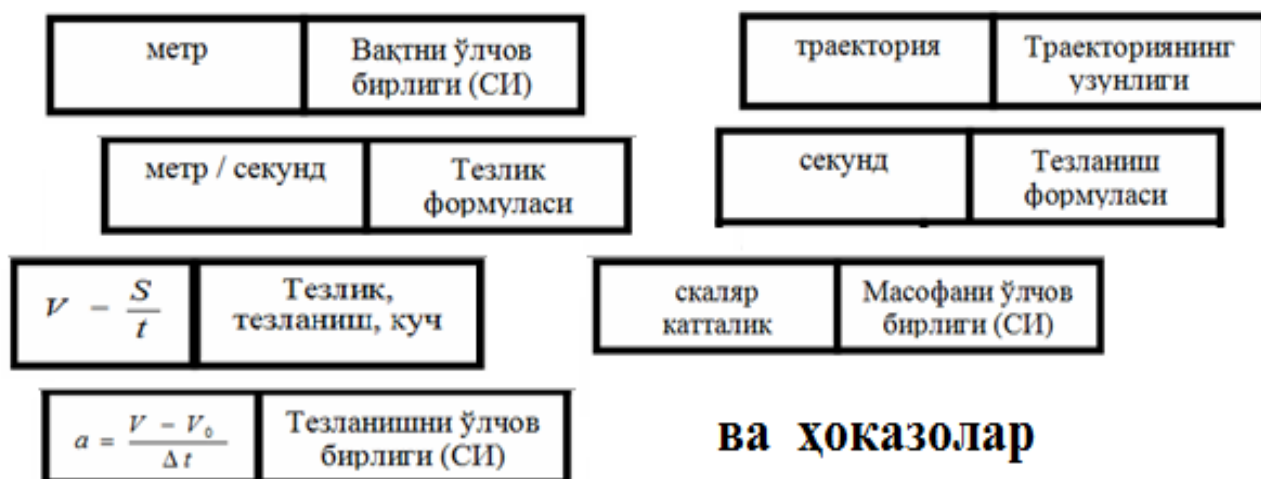 метр
Вақтни ўлчов
бирлиги (СИ)
траектория
Траекториянинг
узунлиги
метр / секунд
Тезлик
формуласи
секунд
Тезланиш
формуласи
V − S/t
Тезлик,
тезланиш, куч
скаляр
катталик
Масофани ўлчов
бирлиги (СИ)
a = V − V₀ / Δt
Тезланишни ўлчов
бирлиги (СИ)
ва ҳоказолар